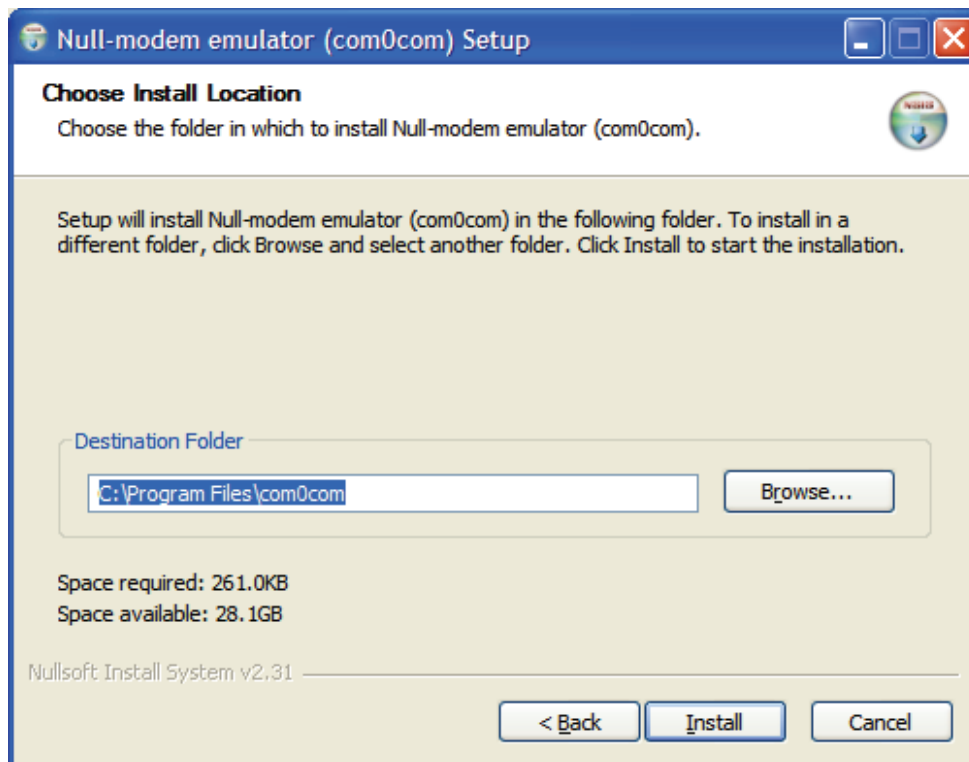 Null-modem emulator (com0com) Setup
Choose Install Location
Choose the folder in which to install Null-modem emulator (com0com).
Setup will install Null-modem emulator (com0com) in the following folder. To install in a
different folder, click Browse and select another folder. Click Install to start the installation.
Destination Folder
C:\Program Files\com0com
Browse...
Space required: 261.0KB
Space available: 28.1GB
Nullsoft Install System v2.31
< Back
Install
Cancel